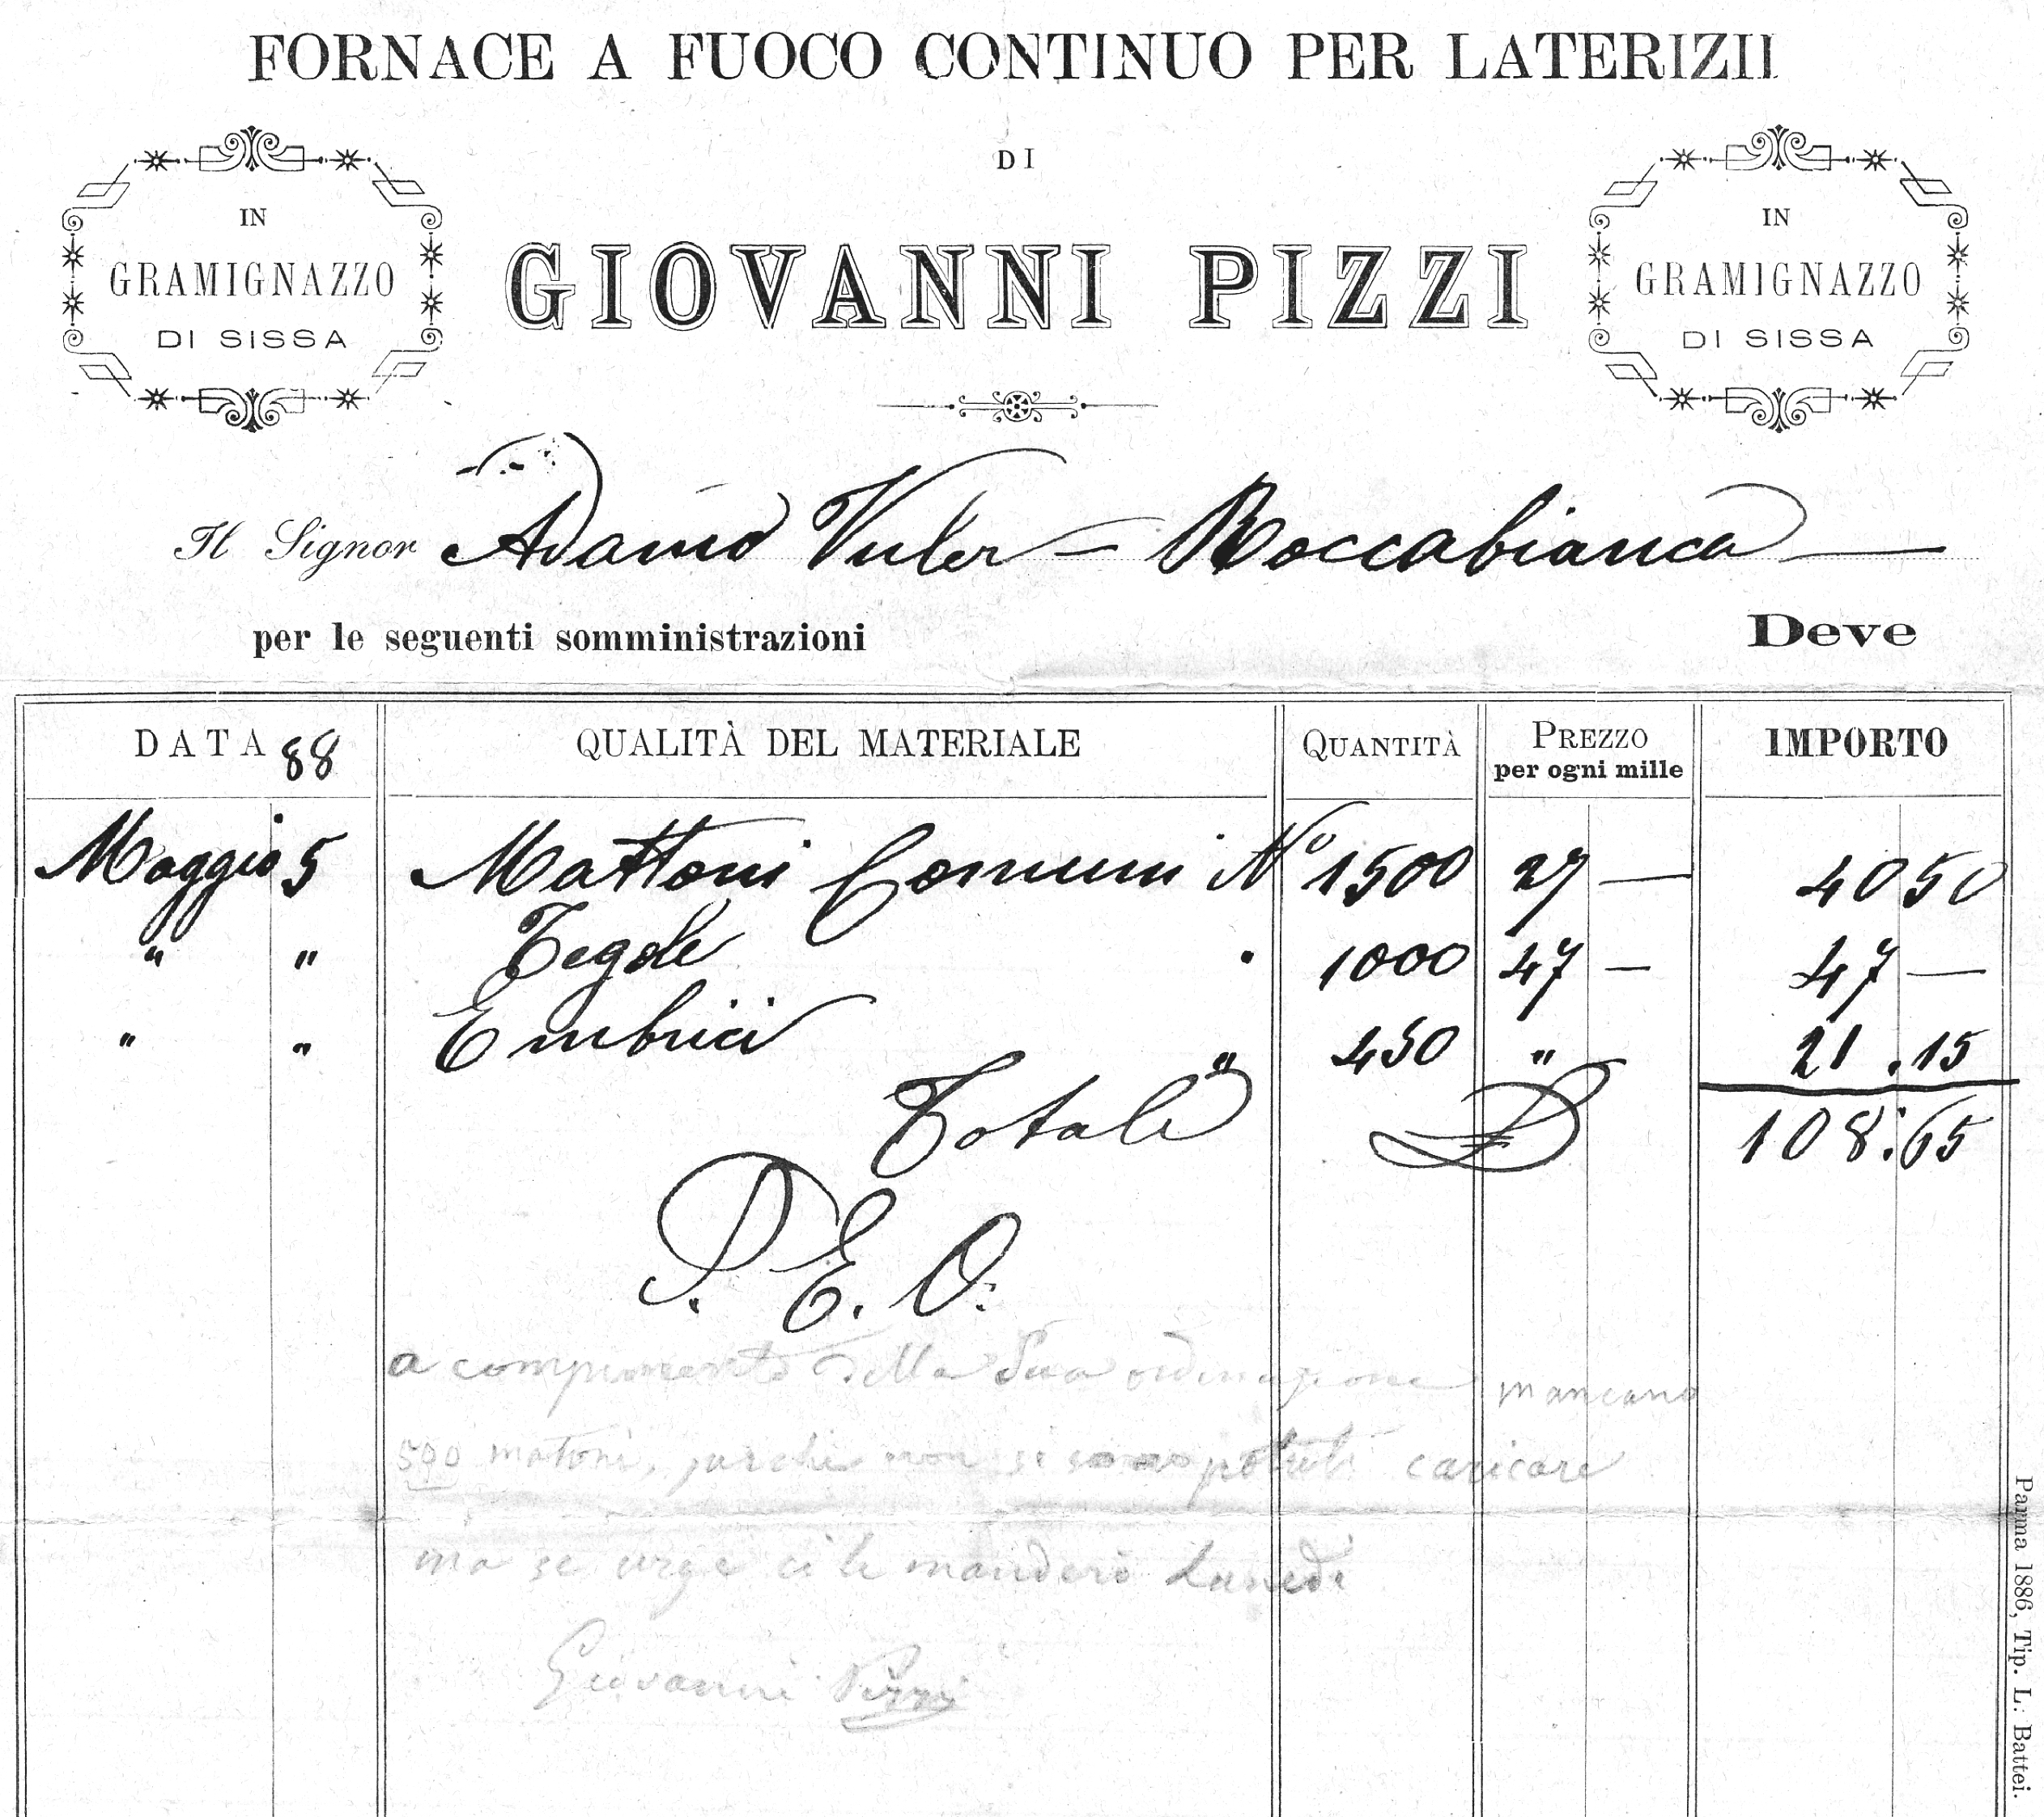 FORNACE A FUOCO CONTINUO PER LATERIZII
DI
IN
GRAMIGNAZZO
DI SISSA
GIOVANNI PIZZI
IN
GRAMIGNAZZO
DI SISSA
Il Signor Roccabianca
per le seguenti somministrazioni Deve
DATA 88 QUALITÀ DEL MATERIALE QUANTITÀ PREZZO per ogni mille IMPORTO
Maggio 5 Mattoni Comuni N° 1500 27 — 40 50
" " Tegole " 1000 47 — 47 —
" " Embrici " 450 " 21 . 15
Totale 108:65
P. E. O.
a compimento della Sua ordinazione mancano
500 matoni, parchè non si sono potuti caricare
ma se urge ci le manderò Lunedì
Giovanni Pizzi
Parma 1886, Tip. L. Battei.